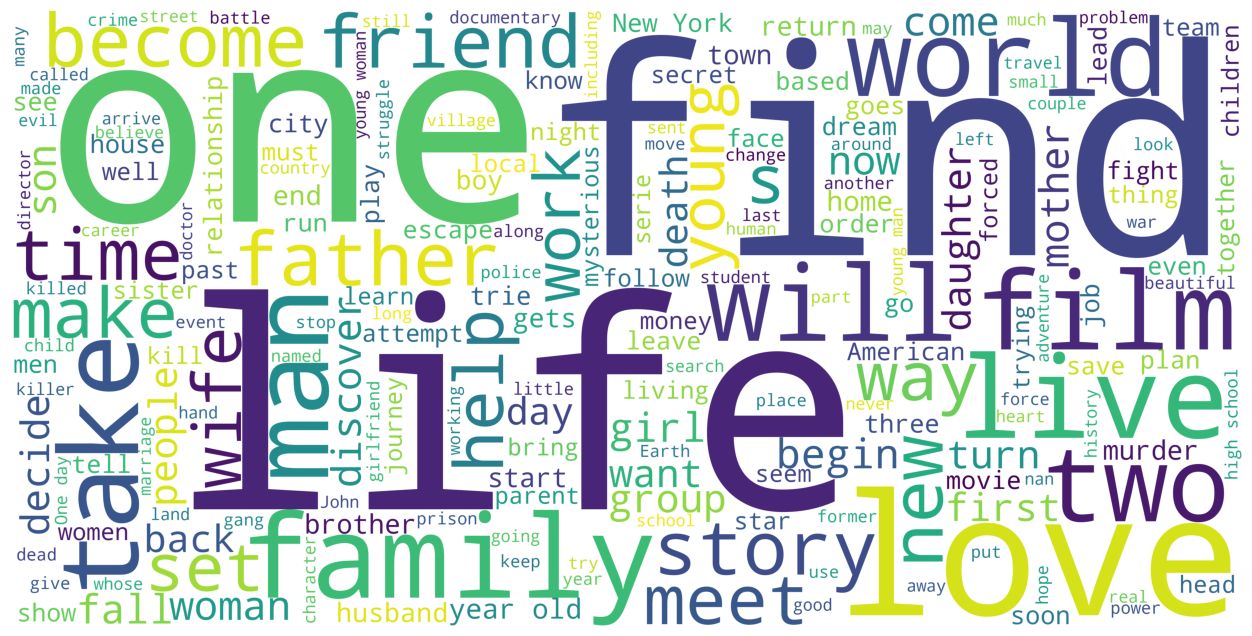 life
find
one
love
world
family
film
will
friend
become
take
man
live
two
time
make
father
help
story
meet
way
new
work
young
wife
set
s
now
mother
daughter
son
come
New York
return
may
much
problem
team
lead
children
travel
small
couple
town
secret
based
know
including
documentary
still
battle
street
crime
many
called
made
see
evil
arrive
believe
house
well
relationship
city
must
country
end
run
young woman
struggle
play
village
local
boy
night
mysterious
serie
death
sent
move
face
change
last
human
goes
dream
around
another
home
order
left
forced
look
fight
thing
war
together
director
career
doctor
past
escape
along
police
follow
student
young man
go
part
even
beautiful
job
adventure
trying
save
plan
killed
sister
event
child
men
killer
kill
people
hand
named
stop
learn
long
attempt
discover
girlfriend
journey
trie
gets
working
little
day
bring
start
parent
money
leave
search
living
girl
Earth
want
group
place
never
American
three
begin
seem
turn
movie
nan
first
force
heart
history
murder
high school
decide
tell
One day
marriage
women
land
gang
John
brother
prison
school
star
former
back
dead
give
whose
show
fall
woman
character
husband
year old
going
keep
try
year
good
use
away
put
hope
real
power
soon
head